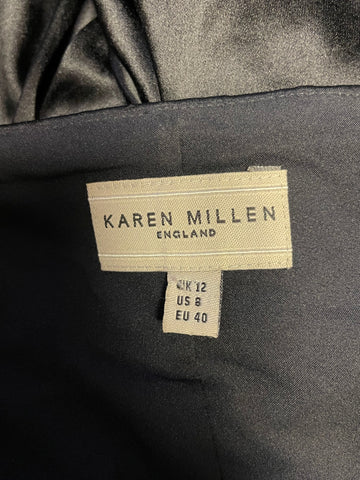 KAREN MILLEN
ENGLAND
UK 12
US 8
EU 40